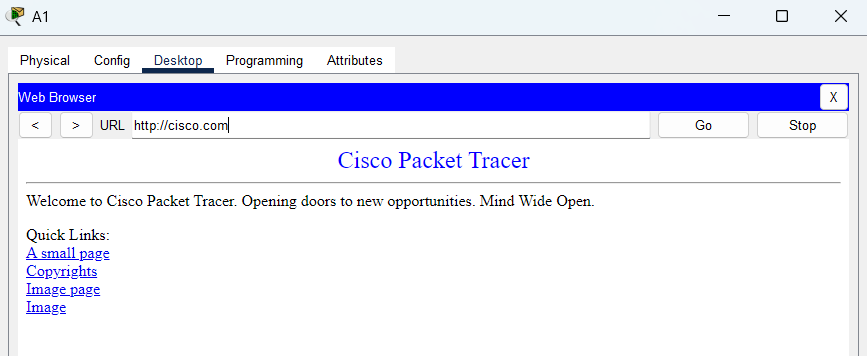 A1
Physical Config Desktop Programming Attributes
Web Browser X
< > URL http://cisco.com Go Stop
Cisco Packet Tracer
Welcome to Cisco Packet Tracer. Opening doors to new opportunities. Mind Wide Open.
Quick Links:
A small page
Copyrights
Image page
Image